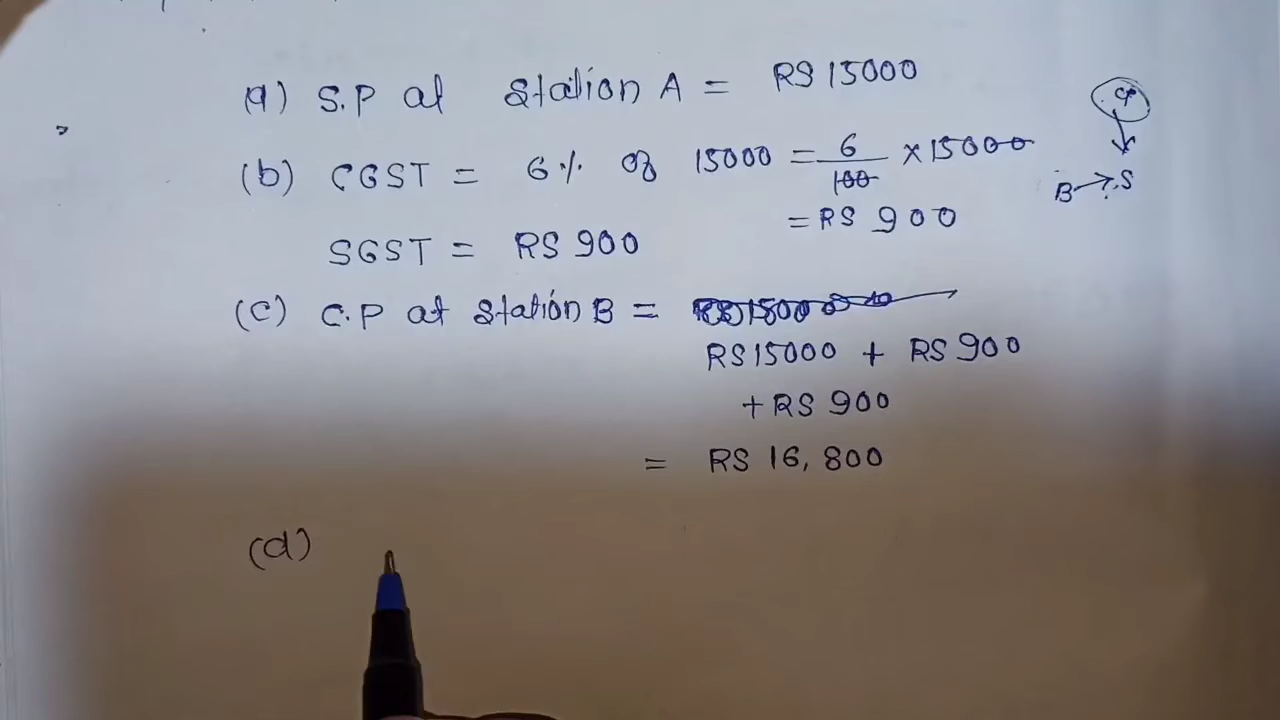 (a) S.P at Station A = RS 15000
(b) CGST = 6% of 15000 = 6/100 × 15000
= RS 900
SGST = RS 900
(c) C.P at Station B =
RS 15000 + RS 900
+ RS 900
= RS 16,800
(d)
CP
B → S